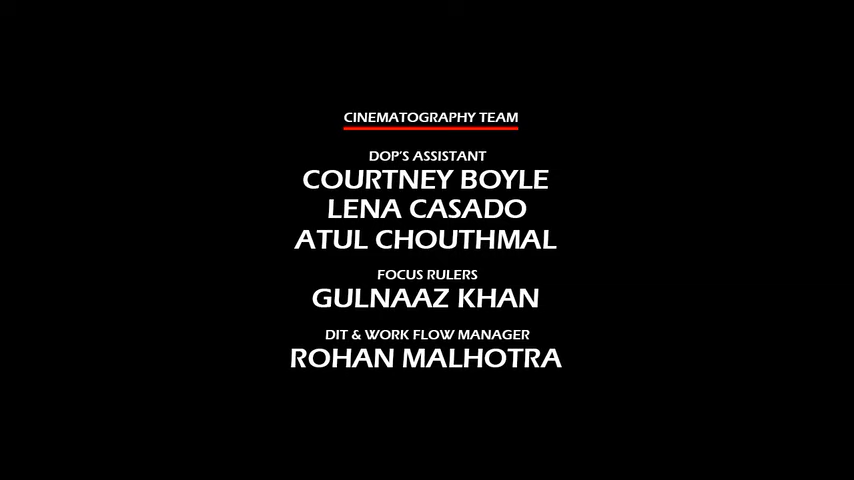 CINEMATOGRAPHY TEAM
DOP'S ASSISTANT
COURTNEY BOYLE
LENA CASADO
ATUL CHOUTHMAL
FOCUS RULERS
GULNAAZ KHAN
DIT & WORK FLOW MANAGER
ROHAN MALHOTRA